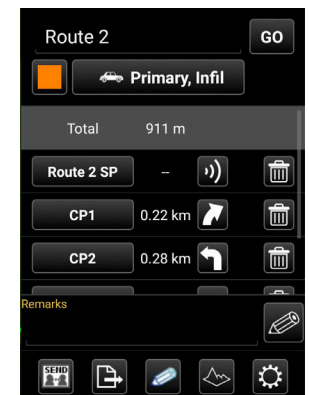 Route 2
GO
Primary, Infil
Total 911 m
Route 2 SP --
CP1 0.22 km
CP2 0.28 km
Remarks
SEND